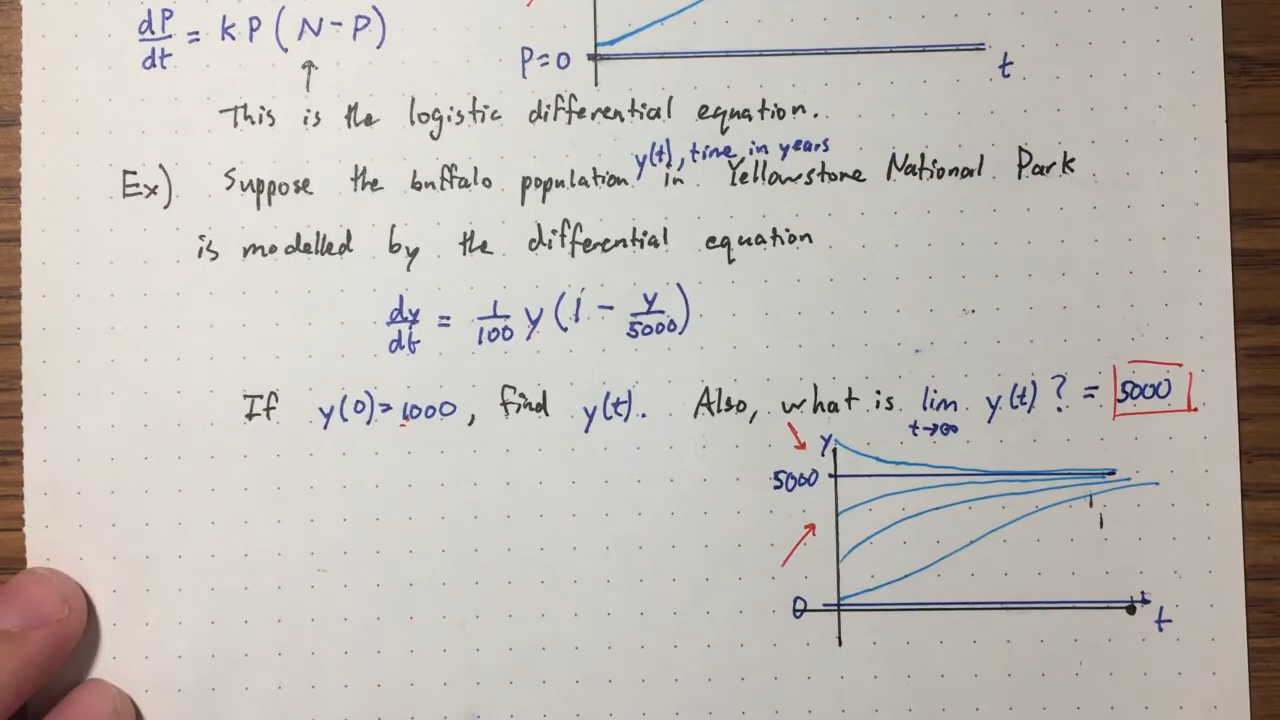 dP/dt = kP(N-P)
P=0
t
↑
This is the logistic differential equation.
y(t), time in years
Ex) Suppose the buffalo population in Yellowstone National Park
is modelled by the differential equation
dy/dt = 1/100 y(1 - y/5000)
If y(0)=1000, find y(t). Also, what is lim t→∞ y(t)? = 5000
y
5000
0
t